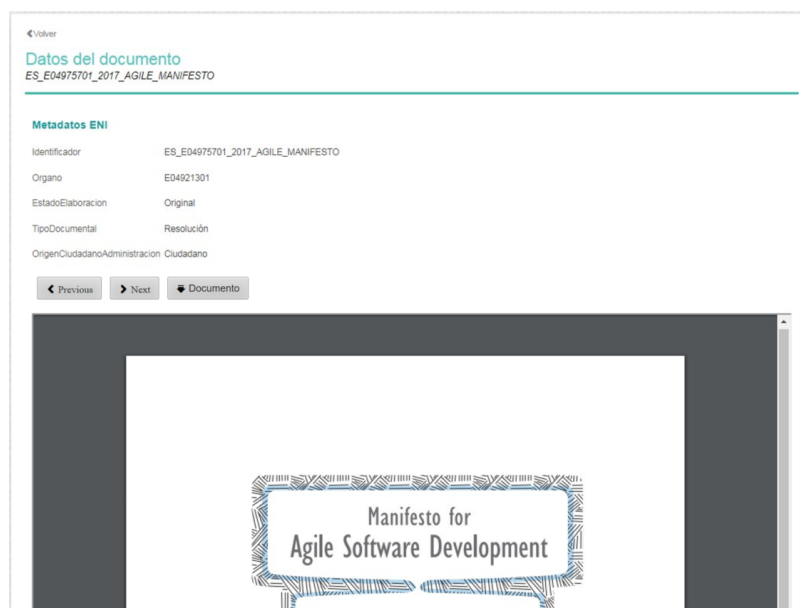 Volver
Datos del documento
ES_E04975701_2017_AGILE_MANIFESTO
Metadatos ENI
Identificador ES_E04975701_2017_AGILE_MANIFESTO
Organo E04921301
EstadoElaboracion Original
TipoDocumental Resolución
OrigenCiudadanoAdministracion Ciudadano
Previous Next Documento
Manifesto for
Agile Software Development